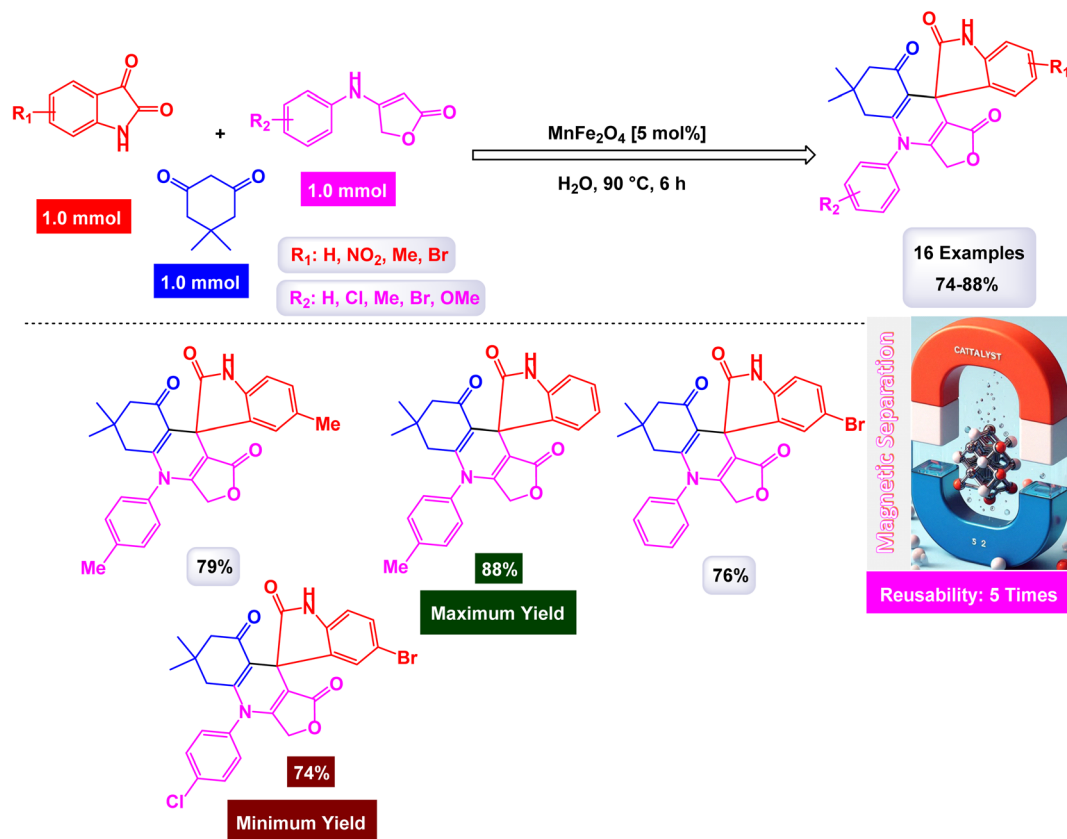 O
O
N
H
R1
+
H
N
R2
O
O
O
O
1.0 mmol
1.0 mmol
1.0 mmol
R1: H, NO2, Me, Br
R2: H, Cl, Me, Br, OMe
MnFe2O4 [5 mol%]
H2O, 90 °C, 6 h
O
H
N
O
R1
O
N
O
R2
16 Examples
74-88%
O
H
N
O
Me
O
N
O
Me
79%
O
H
N
O
O
N
O
Me
88%
Maximum Yield
O
H
N
O
Br
O
N
O
76%
O
H
N
O
Br
O
N
O
Cl
74%
Minimum Yield
Magnetic Separation
CATTALYST
S 2
Reusability: 5 Times